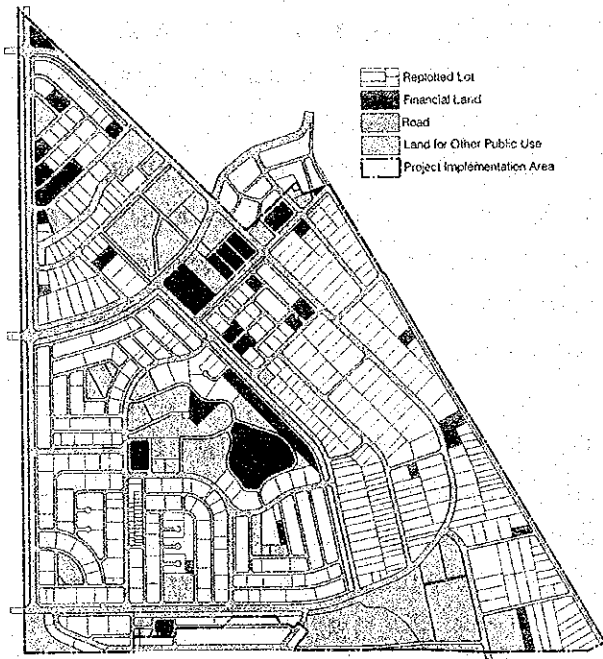 Replotted Lot
Financial Land
Road
Land for Other Public Use
Project Implementation Area